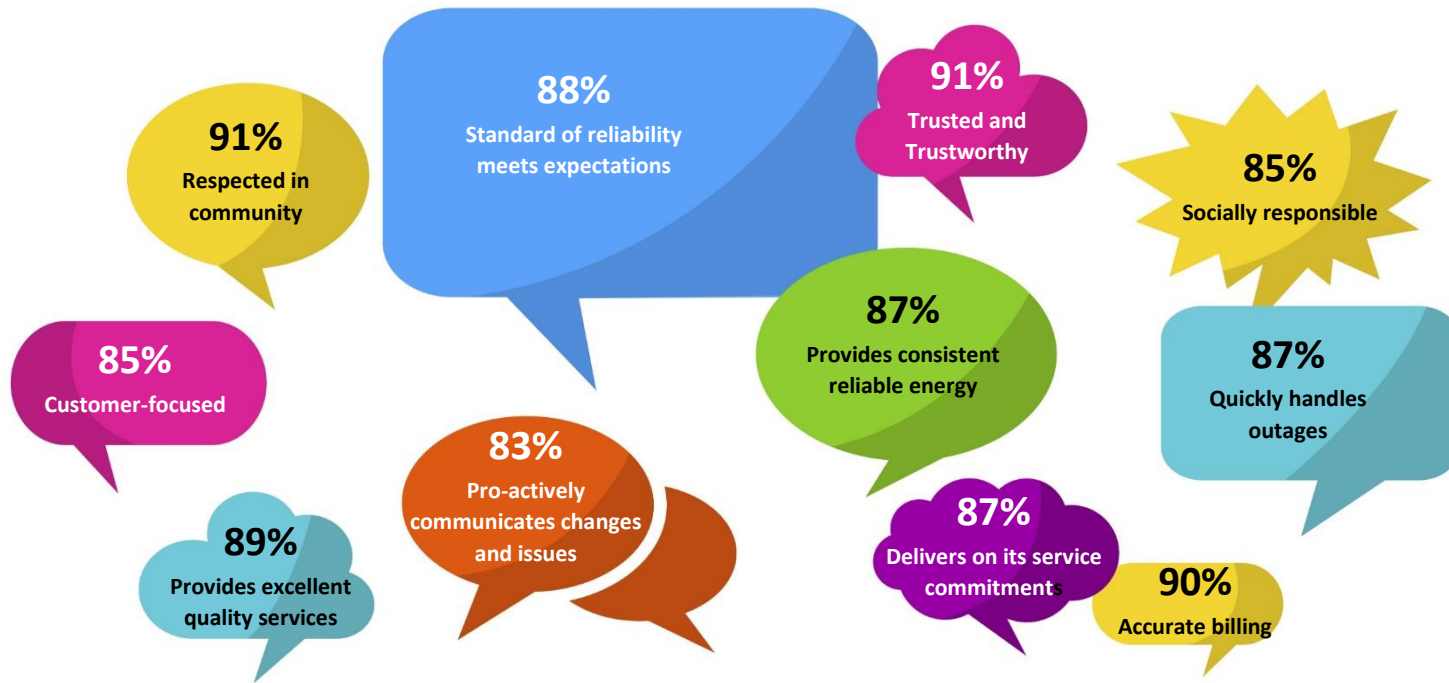 91%
Respected in
community
88%
Standard of reliability
meets expectations
91%
Trusted and
Trustworthy
85%
Socially responsible
85%
Customer-focused
87%
Provides consistent
reliable energy
87%
Quickly handles
outages
89%
Provides excellent
quality services
83%
Pro-actively
communicates changes
and issues
87%
Delivers on its service
commitments
90%
Accurate billing